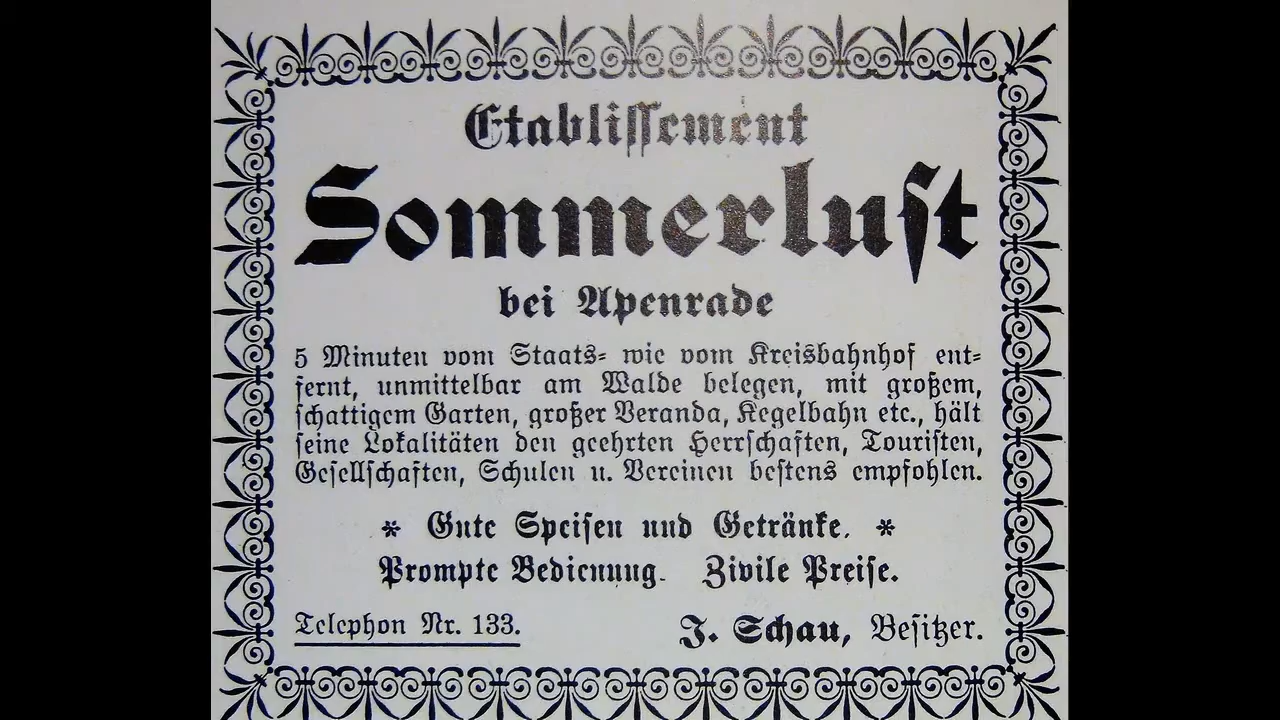 Etablissement
Sommerlust
bei Apenrade
5 Minuten vom Staats- wie vom Kreisbahnhof ent-
fernt, unmittelbar am Walde belegen, mit großem,
schattigem Garten, großer Veranda, Kegelbahn etc., hält
seine Lokalitäten den geehrten Herrschaften, Touristen,
Gesellschaften, Schulen u. Vereinen bestens empfohlen.
* Gute Speisen und Getränke. *
Prompte Bedienung. Zivile Preise.
Telephon Nr. 133. J. Schau, Besitzer.